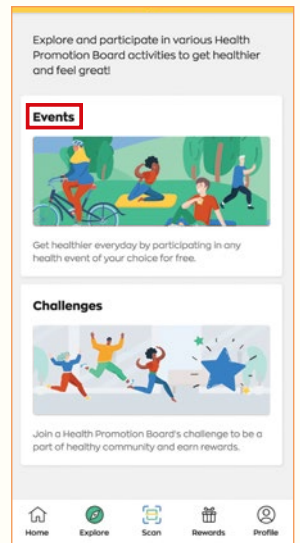 Explore and participate in various Health
Promotion Board activities to get healthier
and feel great!
Events
Get healthier everyday by participating in any
health event of your choice for free.
Challenges
Join a Health Promotion Board's challenge to be a
part of healthy community and earn rewards.
Home Explore Scan Rewards Profile